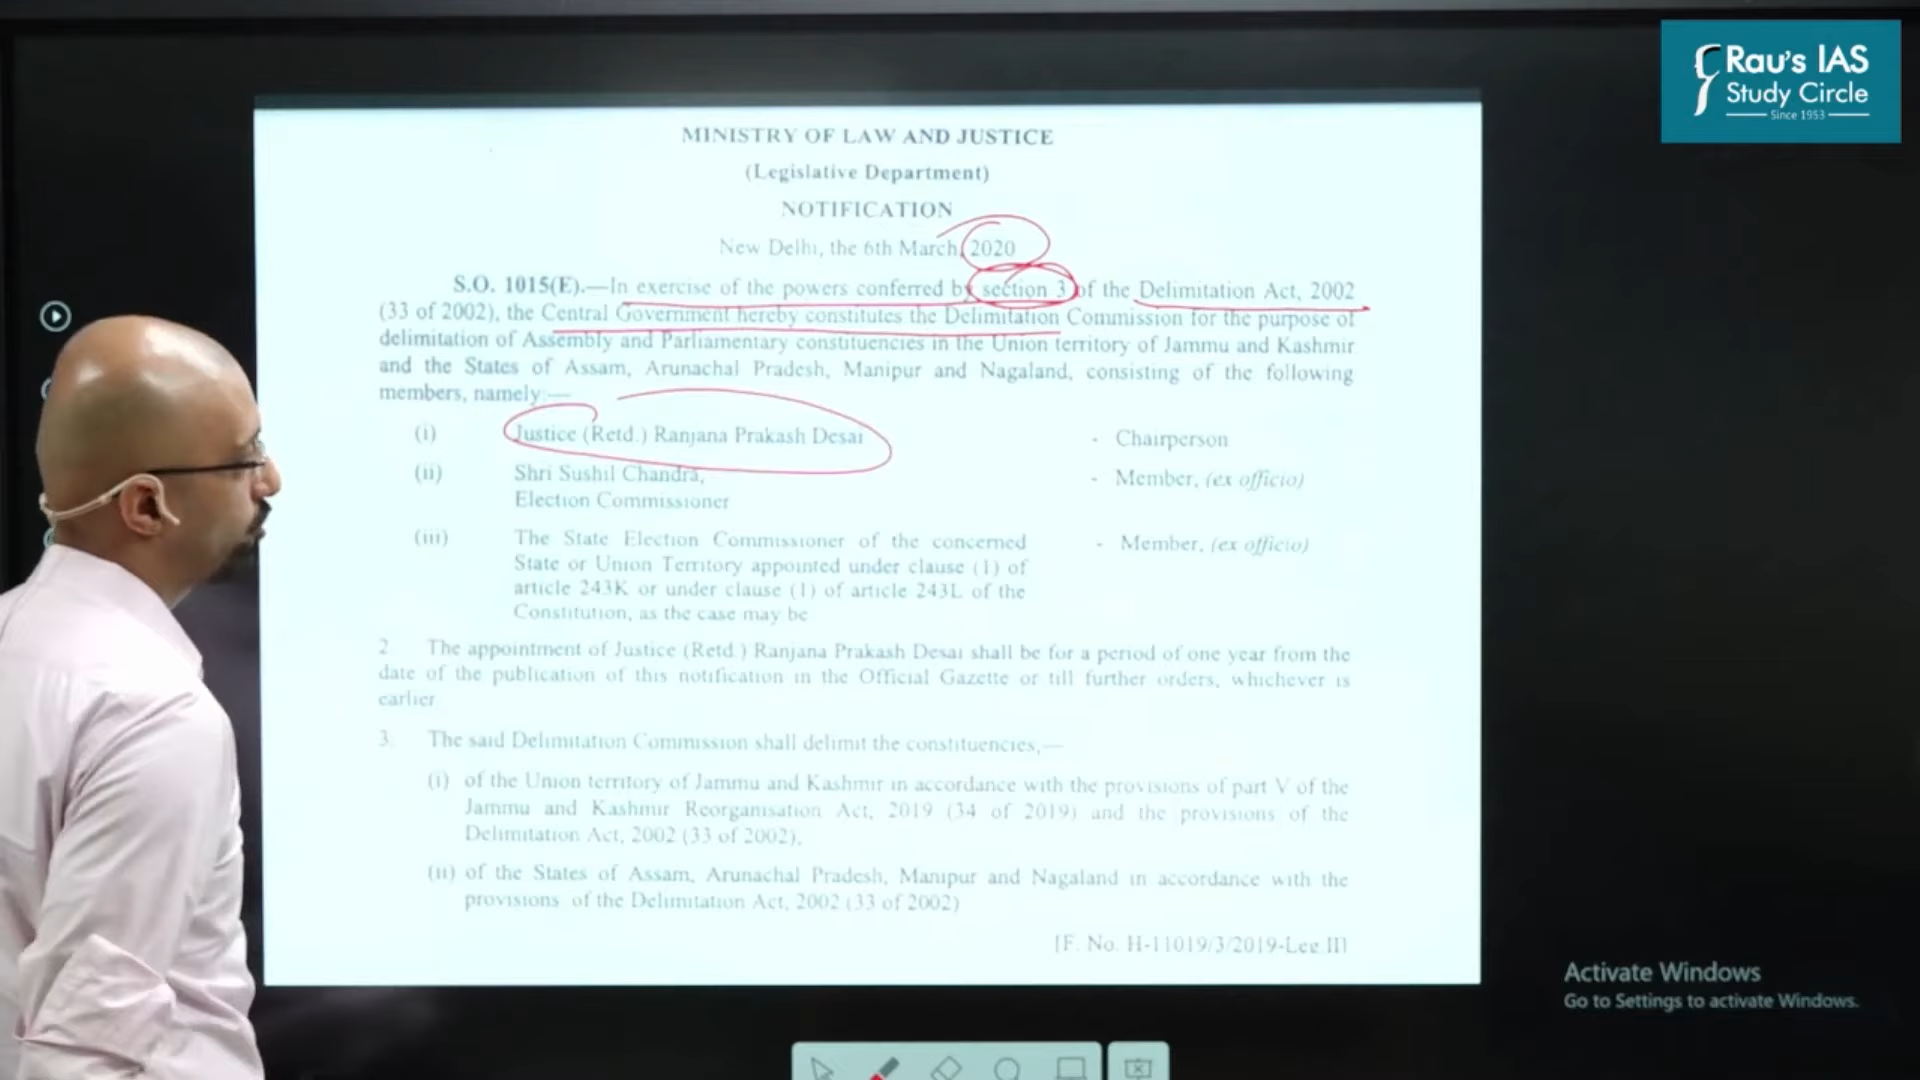 Rau's IAS
Study Circle
Since 1953
MINISTRY OF LAW AND JUSTICE
(Legislative Department)
NOTIFICATION
New Delhi, the 6th March, 2020
S.O. 1015(E).—In exercise of the powers conferred by section 3 of the Delimitation Act, 2002
(33 of 2002), the Central Government hereby constitutes the Delimitation Commission for the purpose of
delimitation of Assembly and Parliamentary constituencies in the Union territory of Jammu and Kashmir
and the States of Assam, Arunachal Pradesh, Manipur and Nagaland, consisting of the following
members, namely:—
(i) Justice (Retd.) Ranjana Prakash Desai - Chairperson
(ii) Shri Sushil Chandra, - Member, (ex officio)
Election Commissioner
(iii) The State Election Commissioner of the concerned - Member, (ex officio)
State or Union Territory appointed under clause (1) of
article 243K or under clause (1) of article 243L of the
Constitution, as the case may be
2. The appointment of Justice (Retd.) Ranjana Prakash Desai shall be for a period of one year from the
date of the publication of this notification in the Official Gazette or till further orders, whichever is
earlier
3. The said Delimitation Commission shall delimit the constituencies,—
(i) of the Union territory of Jammu and Kashmir in accordance with the provisions of part V of the
Jammu and Kashmir Reorganisation Act, 2019 (34 of 2019) and the provisions of the
Delimitation Act, 2002 (33 of 2002),
(ii) of the States of Assam, Arunachal Pradesh, Manipur and Nagaland in accordance with the
provisions of the Delimitation Act, 2002 (33 of 2002)
[F. No. H-11019/3/2019-Leg.II]
Activate Windows
Go to Settings to activate Windows.